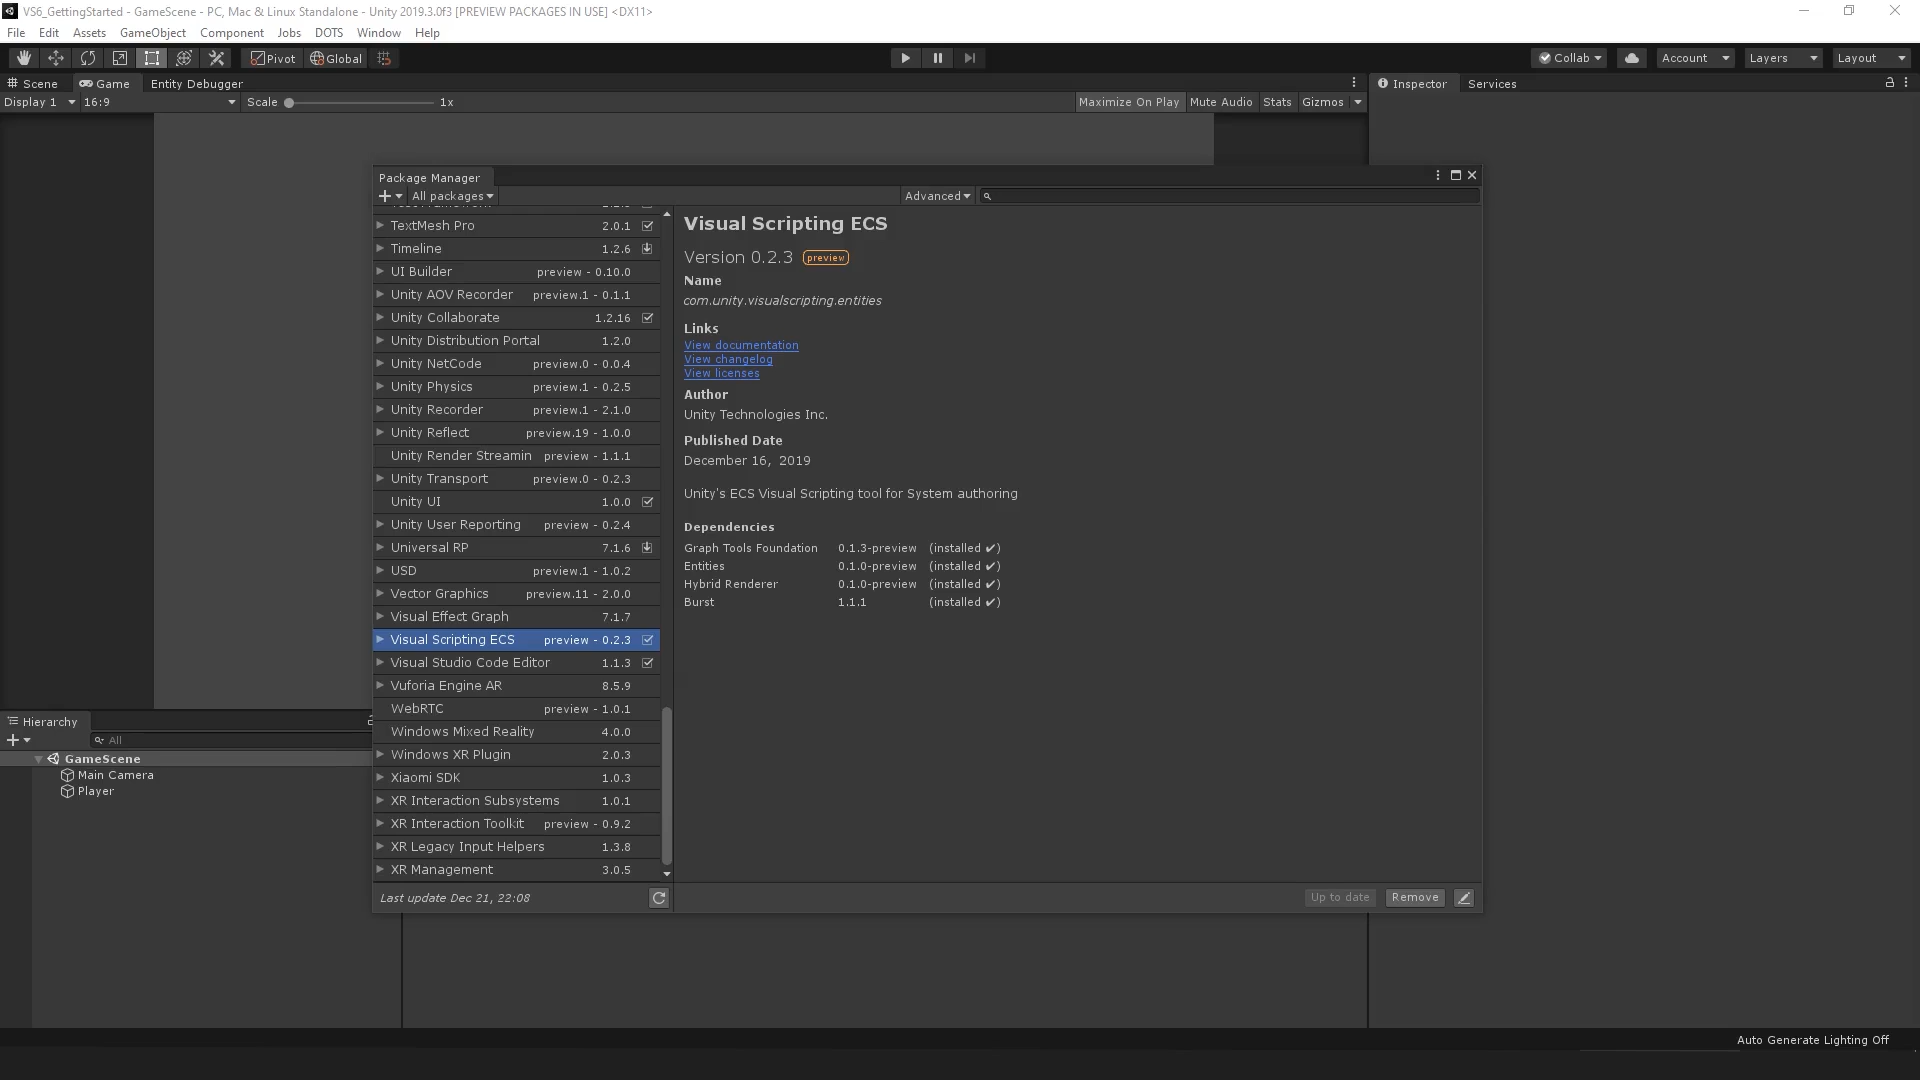 VS6_GettingStarted - GameScene - PC, Mac & Linux Standalone - Unity 2019.3.0f3 [PREVIEW PACKAGES IN USE] <DX11>
File Edit Assets GameObject Component Jobs DOTS Window Help
Pivot Global Collab Account Layers Layout
Scene Game Entity Debugger Inspector Services
Display 1 16:9 Scale 1x Maximize On Play Mute Audio Stats Gizmos
Package Manager
All packages Advanced
TextMesh Pro 2.0.1
Timeline 1.2.6
UI Builder preview - 0.10.0
Unity AOV Recorder preview.1 - 0.1.1
Unity Collaborate 1.2.16
Unity Distribution Portal 1.2.0
Unity NetCode preview.0 - 0.0.4
Unity Physics preview.1 - 0.2.5
Unity Recorder preview.1 - 2.1.0
Unity Reflect preview.19 - 1.0.0
Unity Render Streamin preview - 1.1.1
Unity Transport preview.0 - 0.2.3
Unity UI 1.0.0
Unity User Reporting preview - 0.2.4
Universal RP 7.1.6
USD preview.1 - 1.0.2
Vector Graphics preview.11 - 2.0.0
Visual Effect Graph 7.1.7
Visual Scripting ECS preview - 0.2.3
Visual Studio Code Editor 1.1.3
Vuforia Engine AR 8.5.9
WebRTC preview - 1.0.1
Windows Mixed Reality 4.0.0
Windows XR Plugin 2.0.3
Xiaomi SDK 1.0.3
XR Interaction Subsystems 1.0.1
XR Interaction Toolkit preview - 0.9.2
XR Legacy Input Helpers 1.3.8
XR Management 3.0.5
Last update Dec 21, 22:08
Visual Scripting ECS
Version 0.2.3 preview
Name
com.unity.visualscripting.entities
Links
View documentation
View changelog
View licenses
Author
Unity Technologies Inc.
Published Date
December 16, 2019
Unity's ECS Visual Scripting tool for System authoring
Dependencies
Graph Tools Foundation 0.1.3-preview (installed ✔)
Entities 0.1.0-preview (installed ✔)
Hybrid Renderer 0.1.0-preview (installed ✔)
Burst 1.1.1 (installed ✔)
Up to date Remove
Hierarchy
All
GameScene
Main Camera
Player
Auto Generate Lighting Off